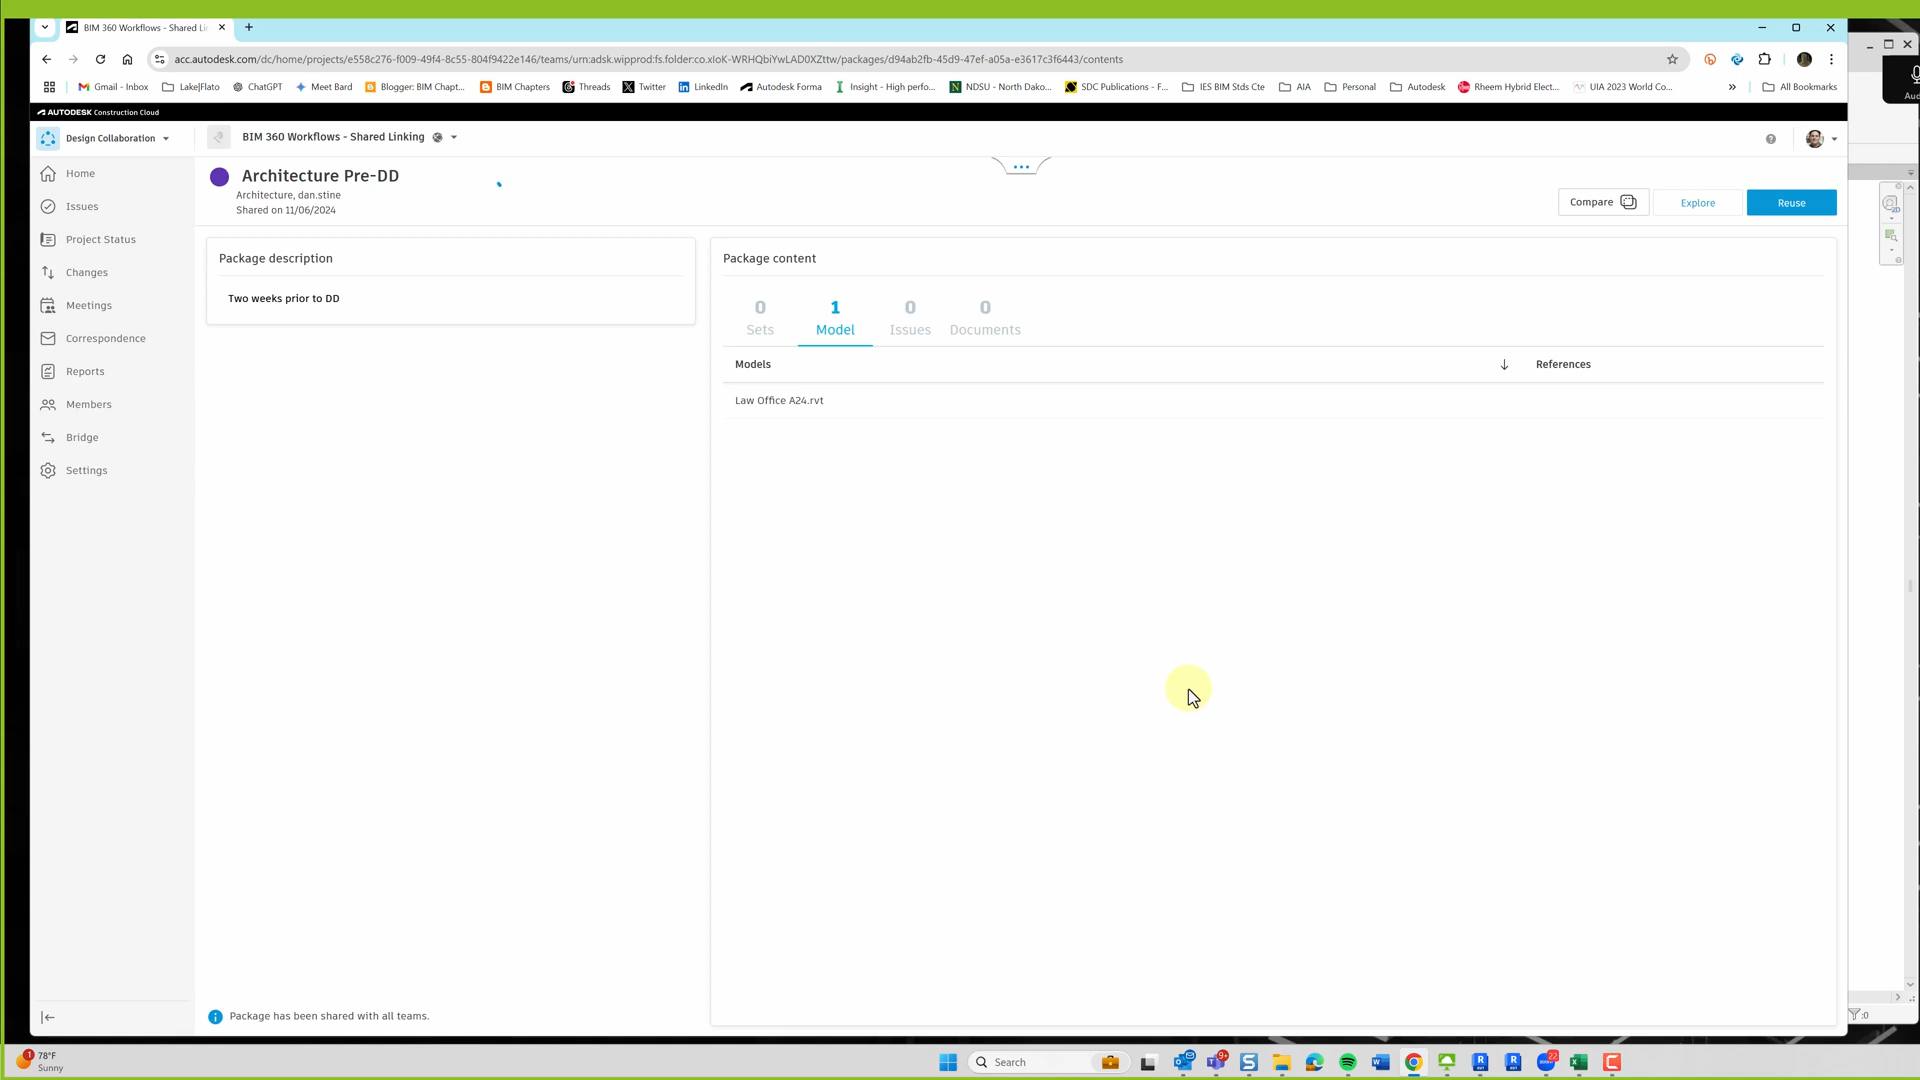 BIM 360 Workflows - Shared Li
acc.autodesk.com/dc/home/projects/e558c276-f009-49f4-8c55-804f9422e146/teams/urn:adsk.wipprod:fs.folder:co.xIoK-WRHQbiYwLAD0XZttw/packages/d94ab2fb-45d9-47ef-a05a-e3617c3f6443/contents
Gmail - Inbox Lake|Flato ChatGPT Meet Bard Blogger: BIM Chapt... BIM Chapters Threads Twitter LinkedIn Autodesk Forma Insight - High perfo... NDSU - North Dako... SDC Publications - F... IES BIM Stds Cte AIA Personal Autodesk Rheem Hybrid Elect... UIA 2023 World Co... » All Bookmarks
AUTODESK Construction Cloud
Design Collaboration
BIM 360 Workflows - Shared Linking
Home
Issues
Project Status
Changes
Meetings
Correspondence
Reports
Members
Bridge
Settings
Architecture Pre-DD
Architecture, dan.stine
Shared on 11/06/2024
Compare
Explore
Reuse
Package description
Two weeks prior to DD
Package content
0 1 0 0
Sets Model Issues Documents
Models References
Law Office A24.rvt
Package has been shared with all teams.
:0
1
78°F
Sunny
Search
9+
22